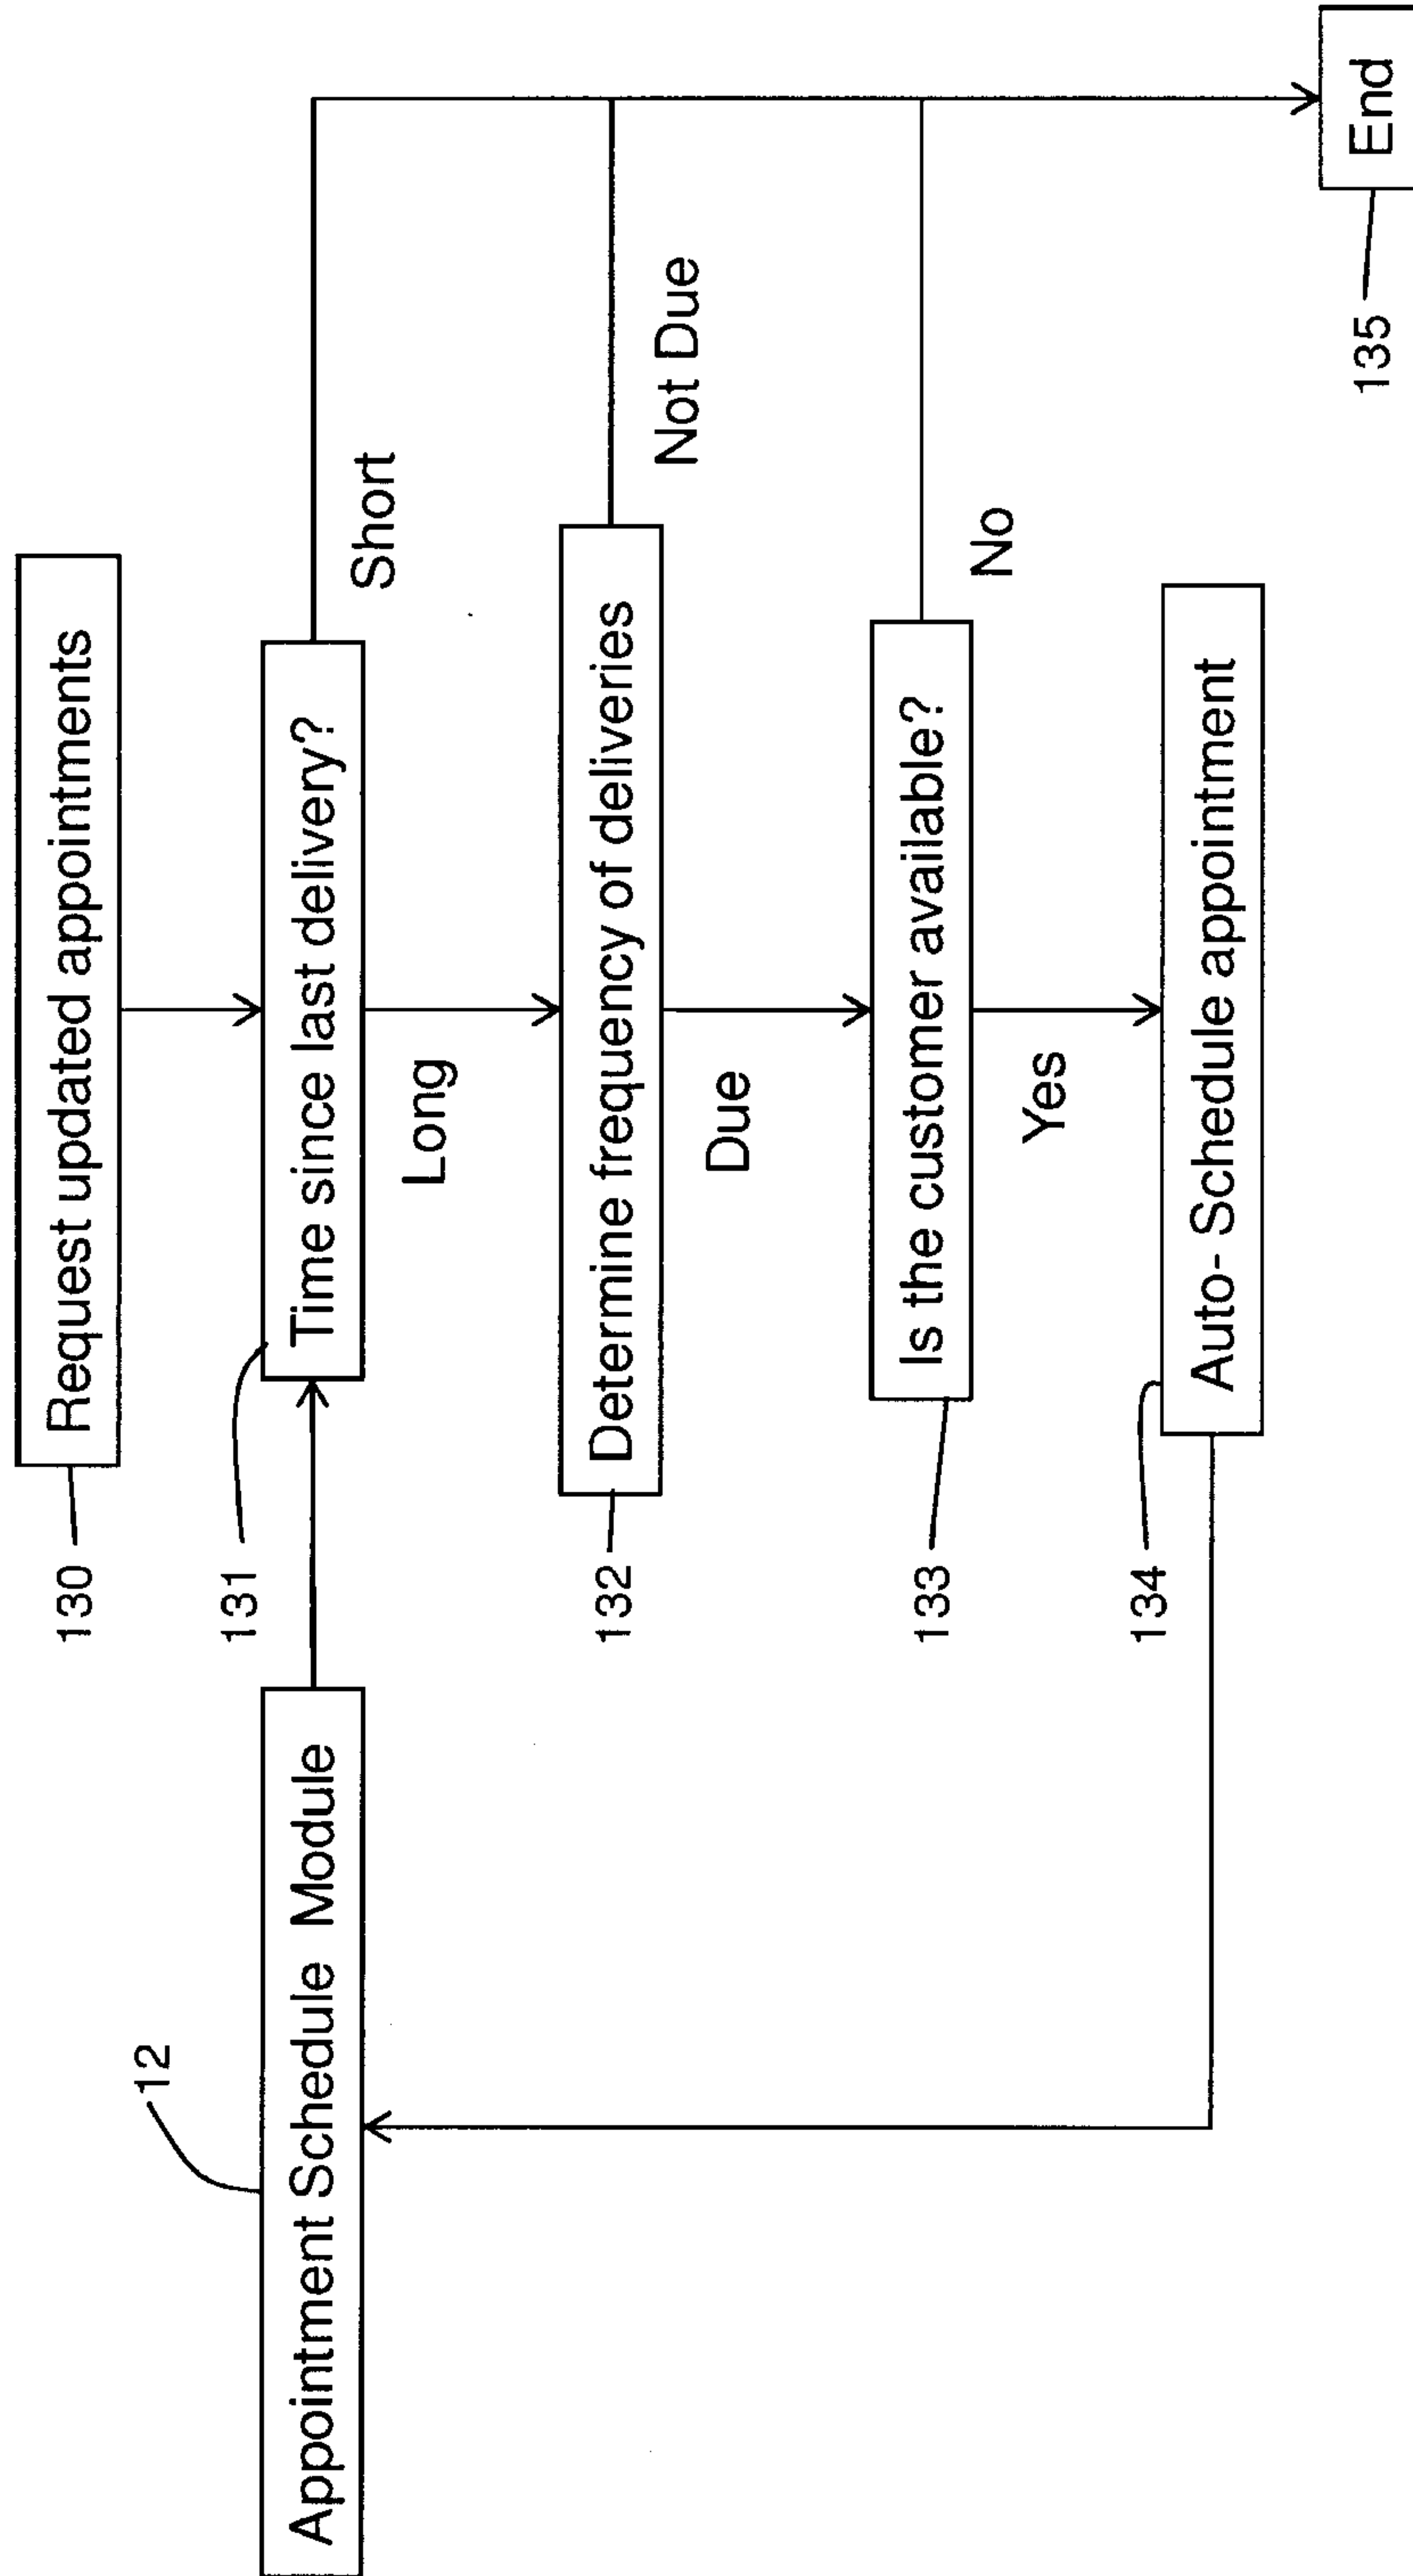 130
Request updated appointments
12
Appointment Schedule Module
131
Time since last delivery?
Short
Long
132
Determine frequency of deliveries
Not Due
Due
133
Is the customer available?
No
Yes
134
Auto- Schedule appointment
135
End